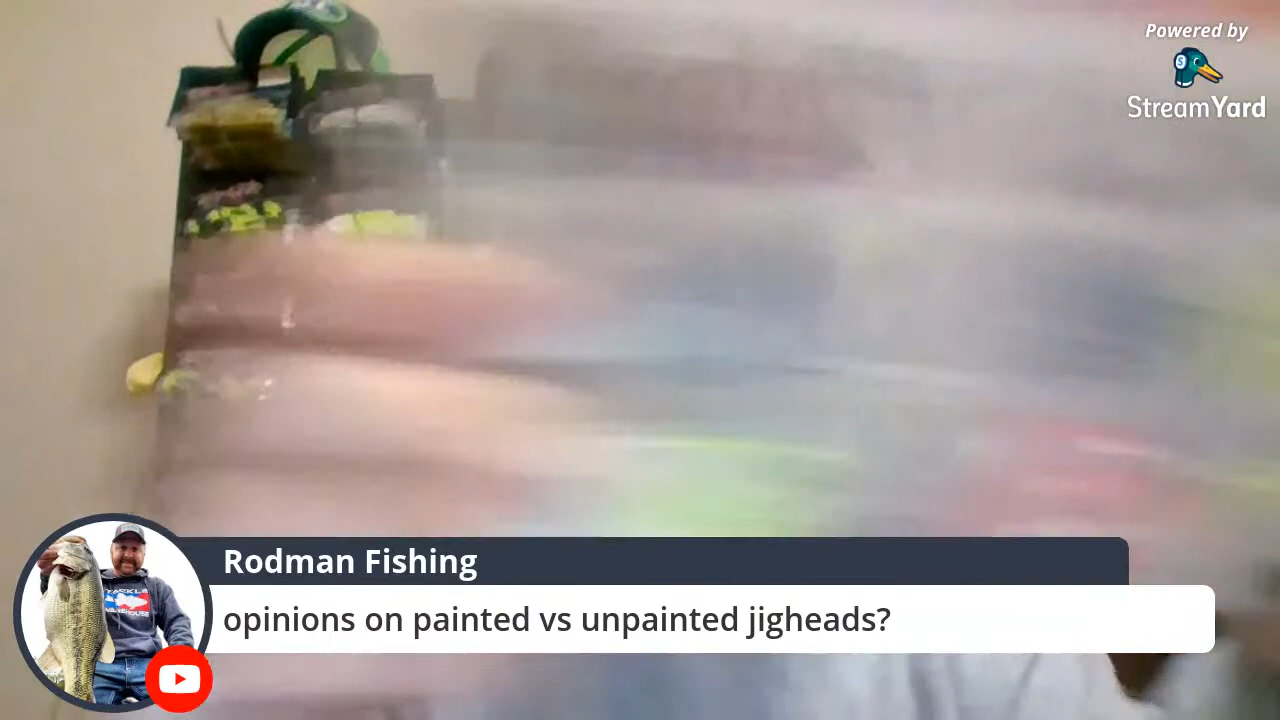 Powered by
StreamYard
Rodman Fishing
opinions on painted vs unpainted jigheads?